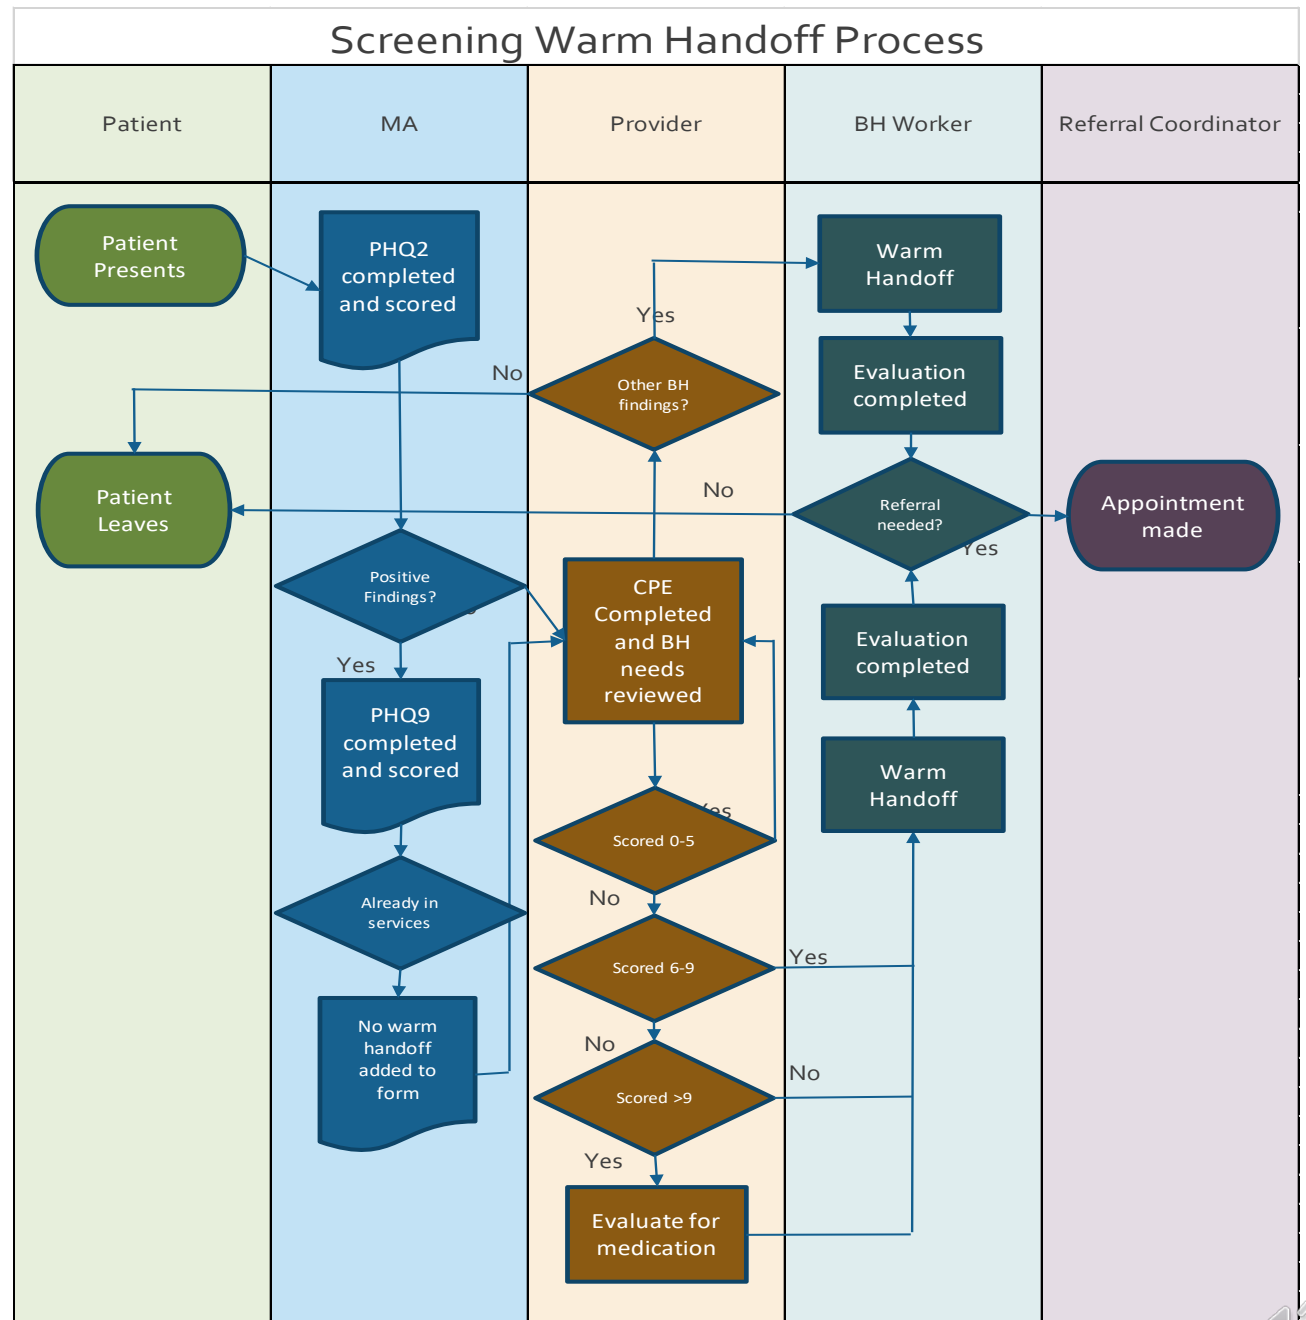 Screening Warm Handoff Process
Patient
MA
Provider
BH Worker
Referral Coordinator
Patient
Presents
PHQ2
completed
and scored
Warm
Handoff
Yes
Other BH
findings?
No
Evaluation
completed
Patient
Leaves
No
Referral
needed?
Yes
Appointment
made
Positive
Findings?
Yes
CPE
Completed
and BH
needs
reviewed
Evaluation
completed
PHQ9
completed
and scored
Warm
Handoff
Yes
Scored 0-5
No
Already in
services
Scored 6-9
Yes
No
No warm
handoff
added to
form
Scored >9
No
Yes
Evaluate for
medication